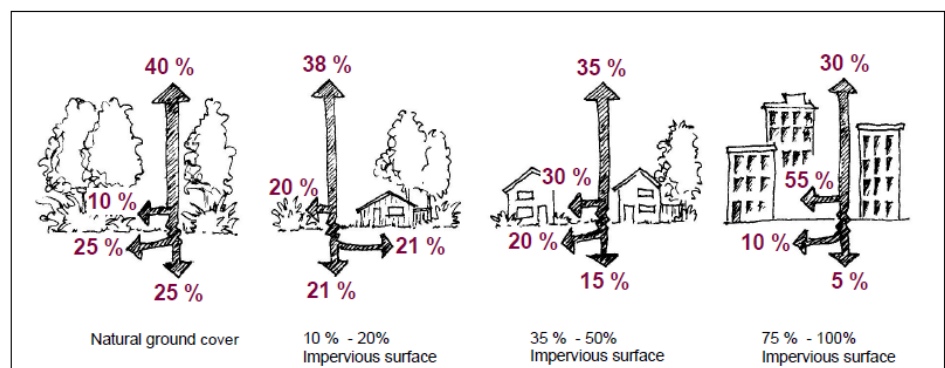 40 %
38 %
35 %
30 %
10 %
20 %
30 %
55 %
25 %
21 %
20 %
10 %
25 %
21 %
15 %
5 %
Natural ground cover
10 % - 20%
Impervious surface
35 % - 50%
Impervious surface
75 % - 100%
Impervious surface